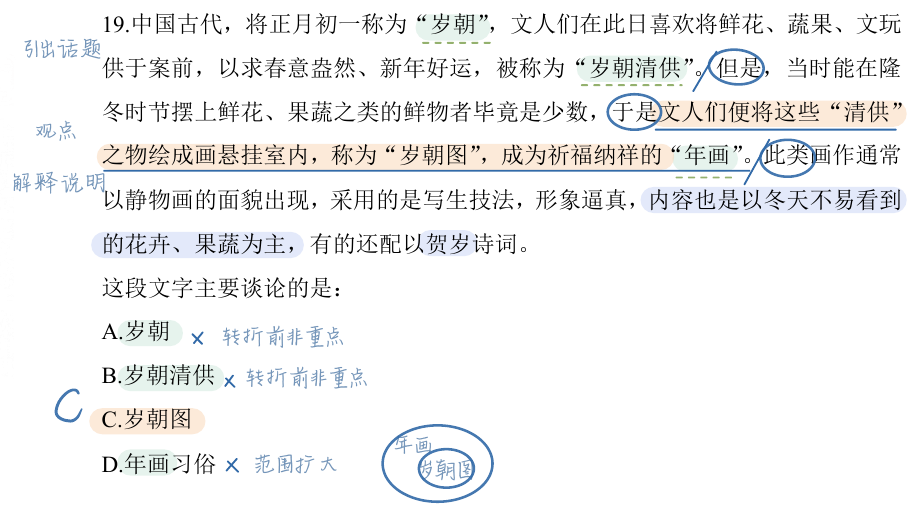 19.中国古代，将正月初一称为“岁朝”，文人们在此日喜欢将鲜花、蔬果、文玩
引出话题
供于案前，以求春意盎然、新年好运，被称为“岁朝清供”。但是，当时能在隆
冬时节摆上鲜花、果蔬之类的鲜物者毕竟是少数，于是文人们便将这些“清供”
观点
之物绘成画悬挂室内，称为“岁朝图”，成为祈福纳祥的“年画”。此类画作通常
解释说明
以静物画的面貌出现，采用的是写生技法，形象逼真，内容也是以冬天不易看到
的花卉、果蔬为主，有的还配以贺岁诗词。
这段文字主要谈论的是：
A.岁朝 × 转折前非重点
B.岁朝清供 × 转折前非重点
C
C.岁朝图
D.年画习俗 × 范围扩大
年画
岁朝图